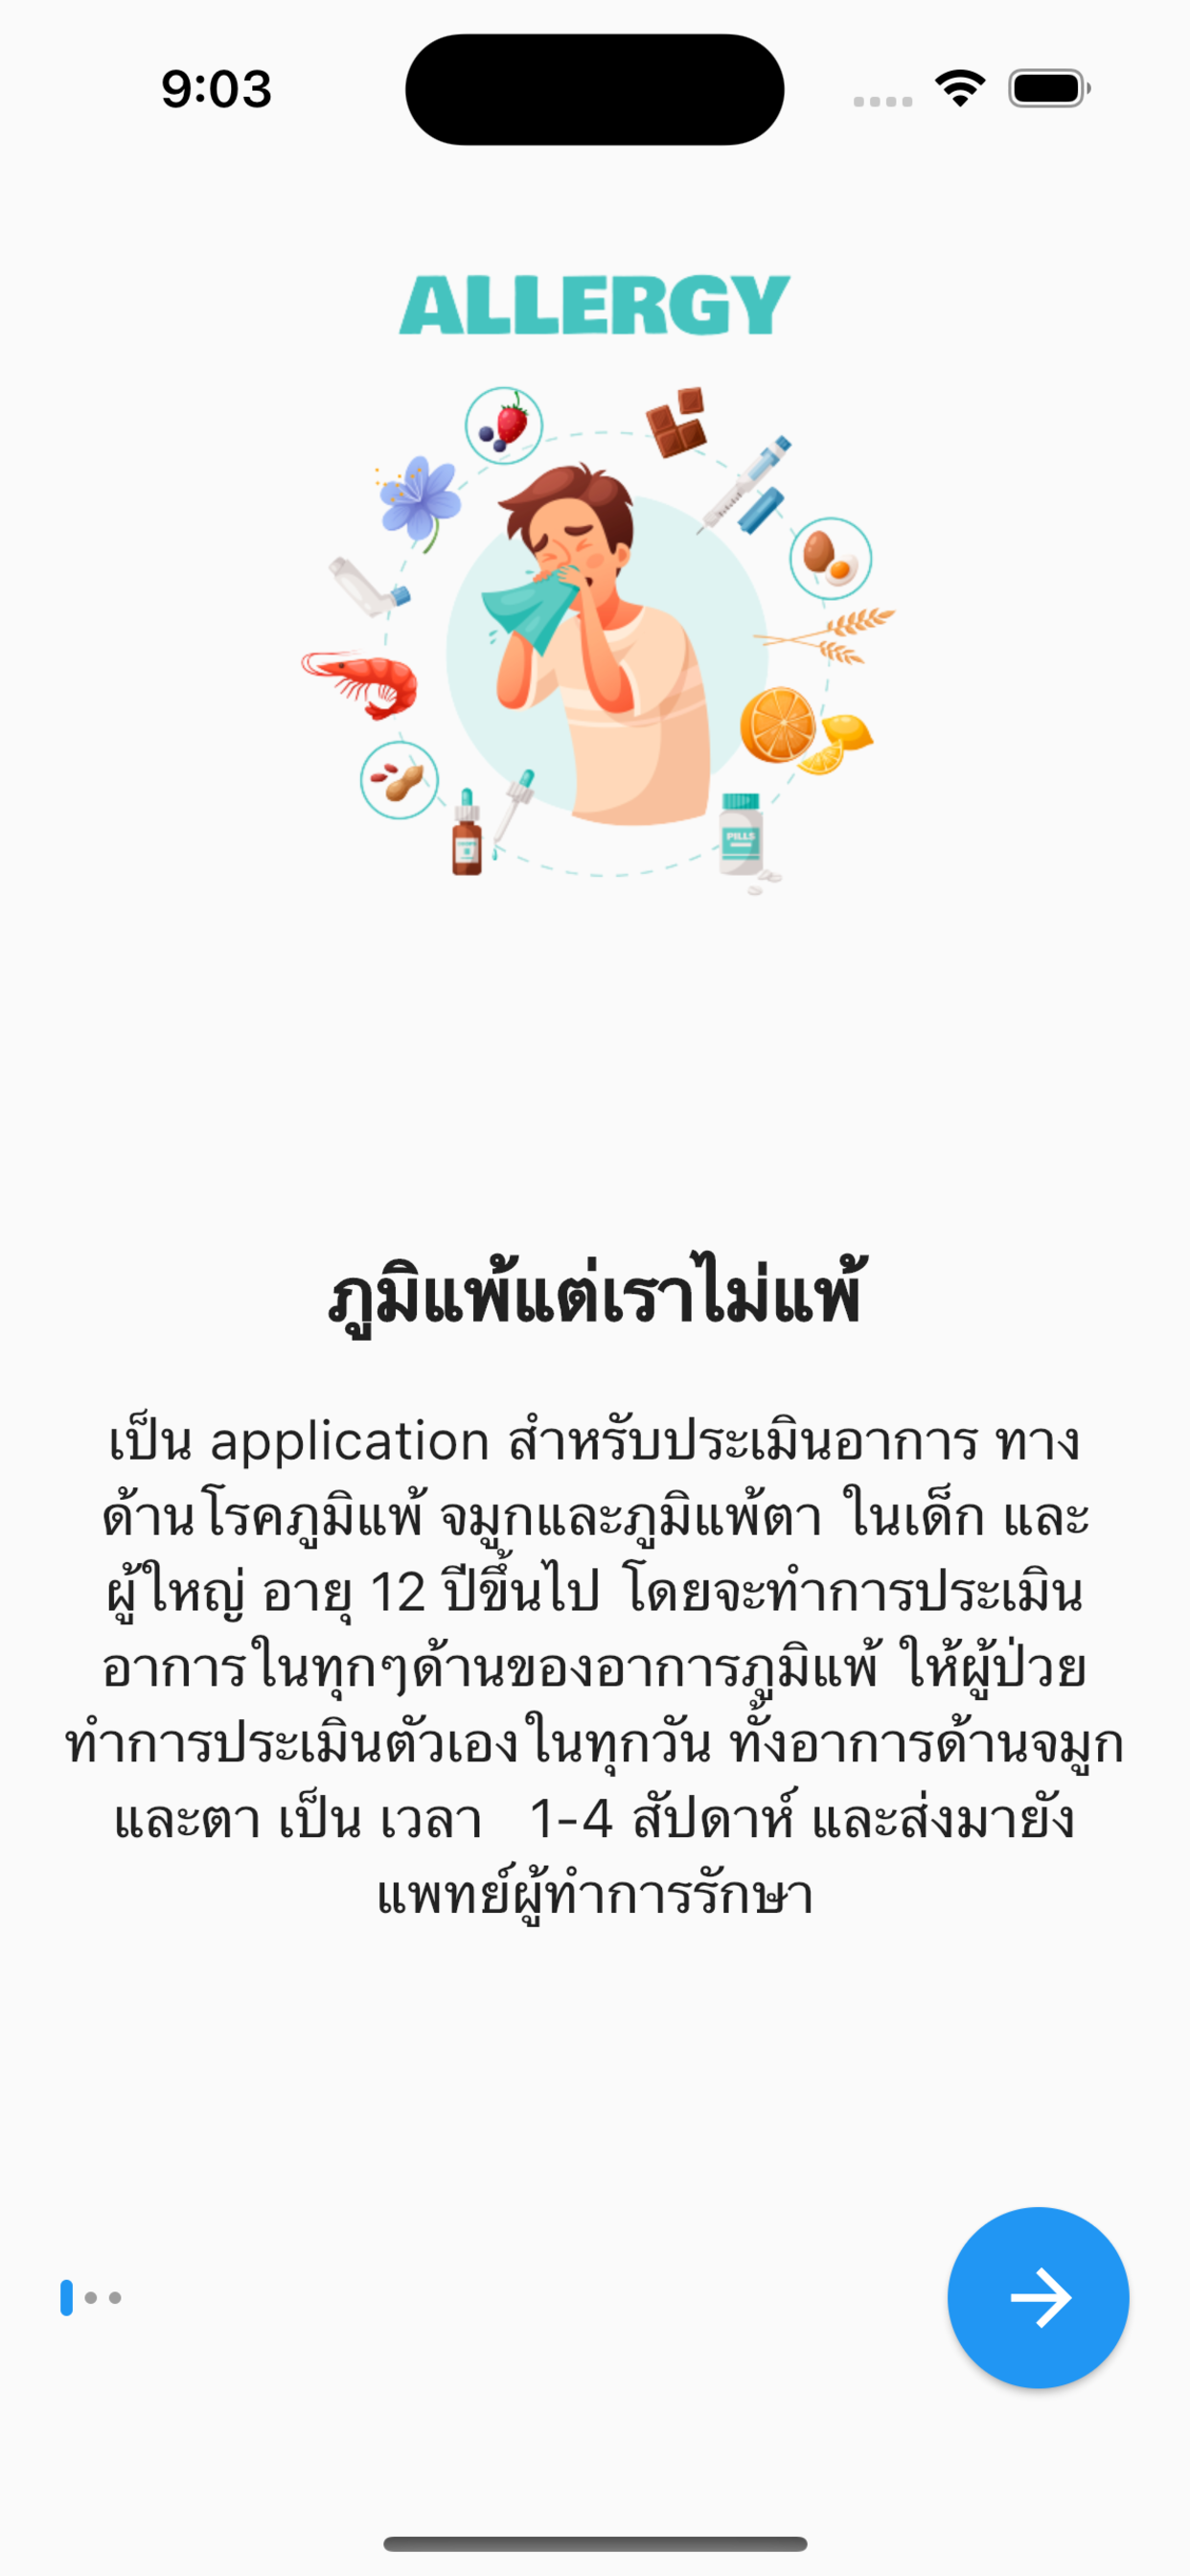 9:03
ALLERGY
PILLS
ภูมิแพ้แต่เราไม่แพ้
เป็น application สำหรับประเมินอาการ ทาง
ด้านโรคภูมิแพ้ จมูกและภูมิแพ้ตา ในเด็ก และ
ผู้ใหญ่ อายุ 12 ปีขึ้นไป โดยจะทำการประเมิน
อาการในทุกๆด้านของอาการภูมิแพ้ ให้ผู้ป่วย
ทำการประเมินตัวเองในทุกวัน ทั้งอาการด้านจมูก
และตา เป็น เวลา 1-4 สัปดาห์ และส่งมายัง
แพทย์ผู้ทำการรักษา